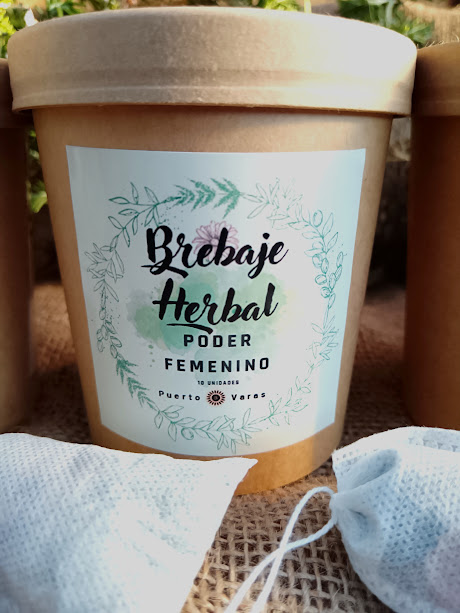 Brebaje
Herbal
PODER
FEMENINO
10 UNIDADES
Puerto Varas